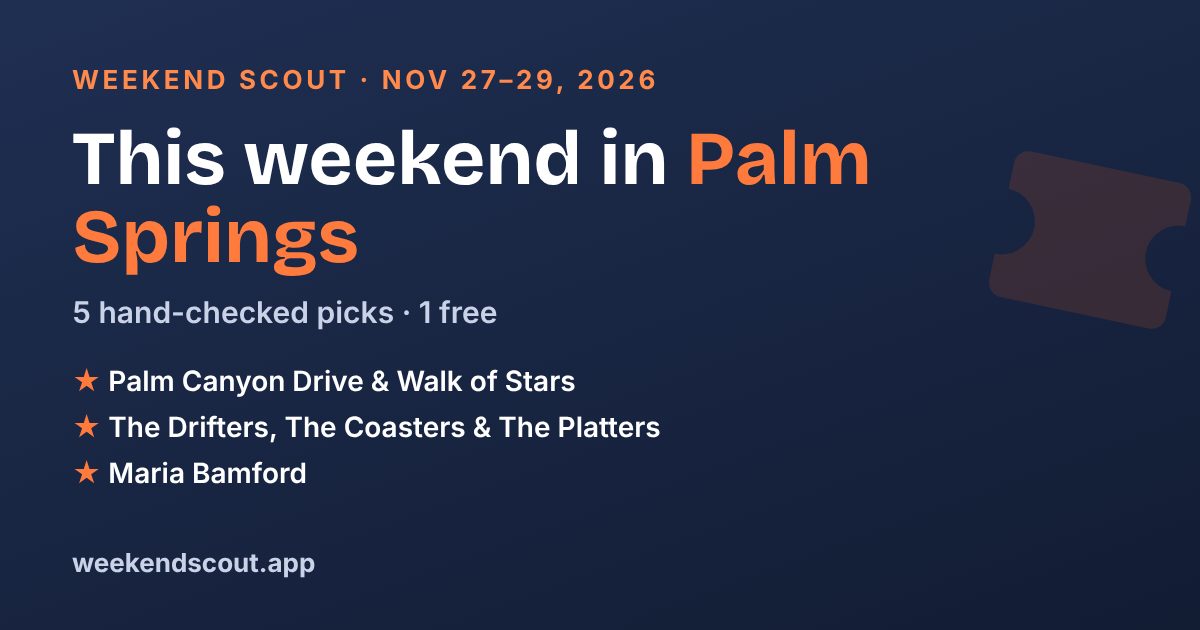 WEEKEND SCOUT · NOV 27–29, 2026
This weekend in Palm
Springs
5 hand-checked picks · 1 free
★ Palm Canyon Drive & Walk of Stars
★ The Drifters, The Coasters & The Platters
★ Maria Bamford
weekendscout.app